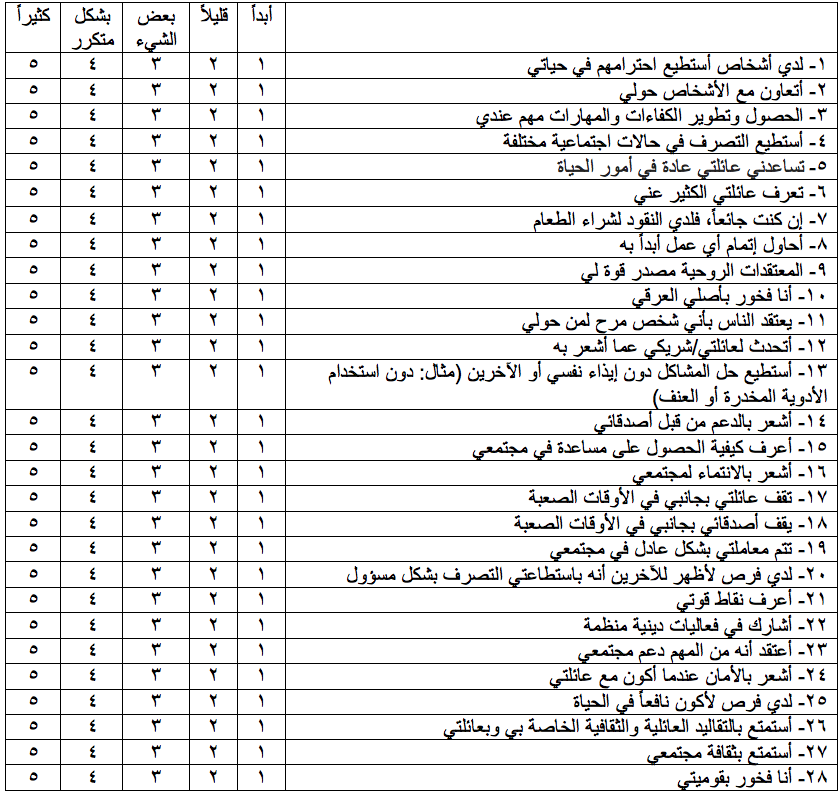 أبداً قليلاً بعض الشيء بشكل متكرر كثيراً
١- لدي أشخاص أستطيع احترامهم في حياتي ١ ٢ ٣ ٤ ٥
٢- أتعاون مع الأشخاص حولي ١ ٢ ٣ ٤ ٥
٣- الحصول وتطوير الكفاءات والمهارات مهم عندي ١ ٢ ٣ ٤ ٥
٤- أستطيع التصرف في حالات اجتماعية مختلفة ١ ٢ ٣ ٤ ٥
٥- تساعدني عائلتي عادة في أمور الحياة ١ ٢ ٣ ٤ ٥
٦- تعرف عائلتي الكثير عني ١ ٢ ٣ ٤ ٥
٧- إن كنت جائعاً، فلدي النقود لشراء الطعام ١ ٢ ٣ ٤ ٥
٨- أحاول إتمام أي عمل أبدأ به ١ ٢ ٣ ٤ ٥
٩- المعتقدات الروحية مصدر قوة لي ١ ٢ ٣ ٤ ٥
١٠- أنا فخور بأصلي العرقي ١ ٢ ٣ ٤ ٥
١١- يعتقد الناس بأني شخص مرح لمن حولي ١ ٢ ٣ ٤ ٥
١٢- أتحدث لعائلتي/شريكي عما أشعر به ١ ٢ ٣ ٤ ٥
١٣- أستطيع حل المشاكل دون إيذاء نفسي أو الآخرين (مثال: دون استخدام ١ ٢ ٣ ٤ ٥
الأدوية المخدرة أو العنف)
١٤- أشعر بالدعم من قبل أصدقائي ١ ٢ ٣ ٤ ٥
١٥- أعرف كيفية الحصول على مساعدة في مجتمعي ١ ٢ ٣ ٤ ٥
١٦- أشعر بالانتماء لمجتمعي ١ ٢ ٣ ٤ ٥
١٧- تقف عائلتي بجانبي في الأوقات الصعبة ١ ٢ ٣ ٤ ٥
١٨- يقف أصدقائي بجانبي في الأوقات الصعبة ١ ٢ ٣ ٤ ٥
١٩- تتم معاملتي بشكل عادل في مجتمعي ١ ٢ ٣ ٤ ٥
٢٠- لدي فرص لأظهر للآخرين أنه باستطاعتي التصرف بشكل مسؤول ١ ٢ ٣ ٤ ٥
٢١- أعرف نقاط قوتي ١ ٢ ٣ ٤ ٥
٢٢- أشارك في فعاليات دينية منظمة ١ ٢ ٣ ٤ ٥
٢٣- أعتقد أنه من المهم دعم مجتمعي ١ ٢ ٣ ٤ ٥
٢٤- أشعر بالأمان عندما أكون مع عائلتي ١ ٢ ٣ ٤ ٥
٢٥- لدي فرص لأكون نافعاً في الحياة ١ ٢ ٣ ٤ ٥
٢٦- أستمتع بالتقاليد العائلية والثقافية الخاصة بي وبعائلتي ١ ٢ ٣ ٤ ٥
٢٧- أستمتع بثقافة مجتمعي ١ ٢ ٣ ٤ ٥
٢٨- أنا فخور بقوميتي ١ ٢ ٣ ٤ ٥